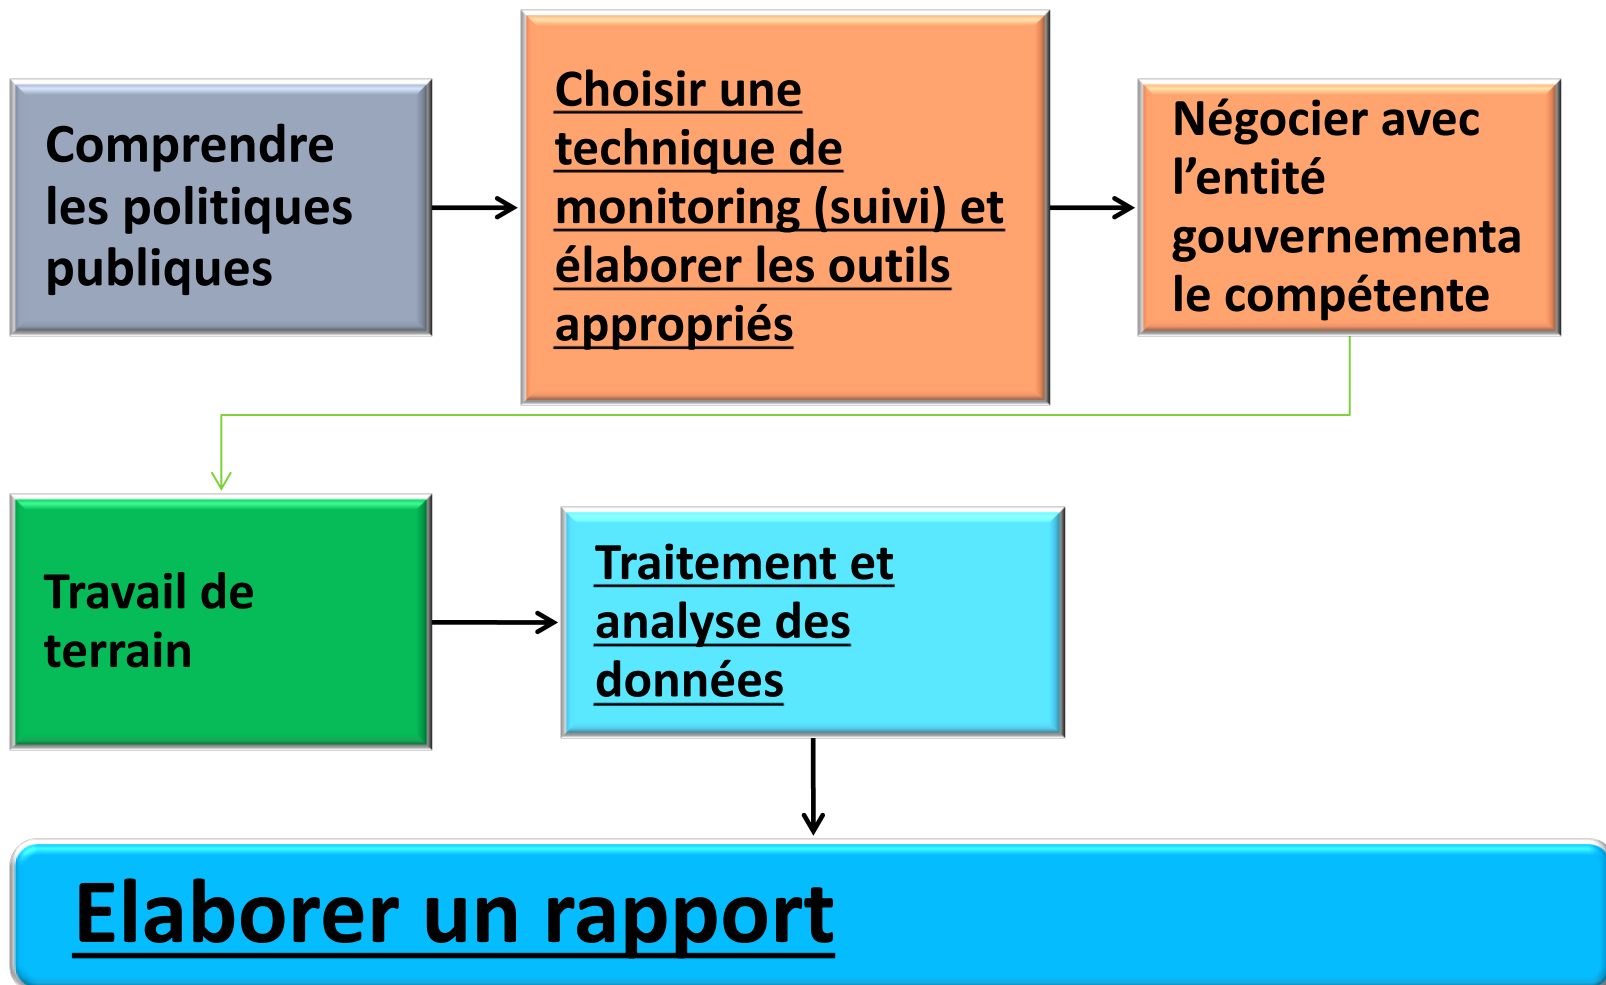 Comprendre
les politiques
publiques
Choisir une
technique de
monitoring (suivi) et
élaborer les outils
appropriés
Négocier avec
l’entité
gouvernementa
le compétente
Travail de
terrain
Traitement et
analyse des
données
Elaborer un rapport